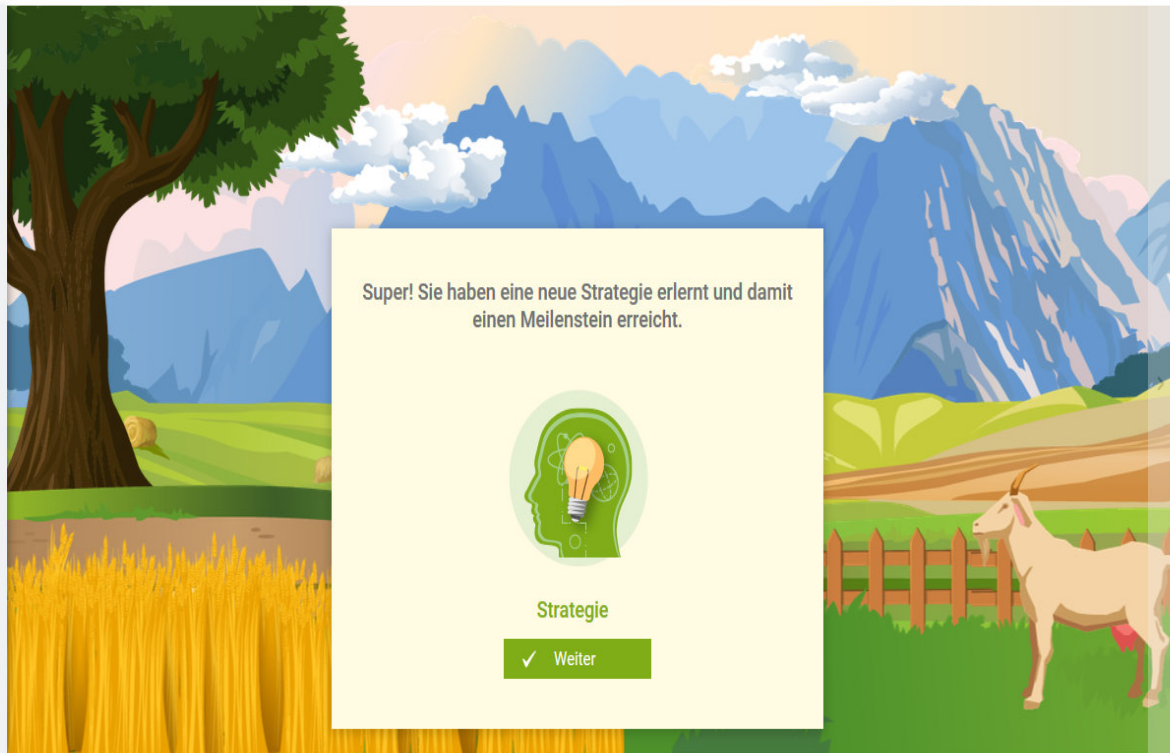 Super! Sie haben eine neue Strategie erlernt und damit
einen Meilenstein erreicht.
Strategie
Weiter